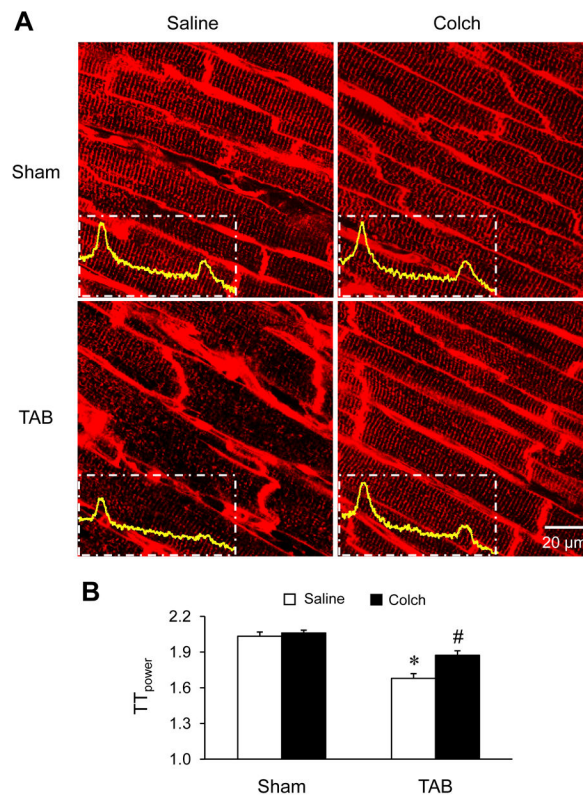 A
Saline
Colch
Sham
TAB
20 μm
B
Saline
Colch
2.2
1.9
1.6
1.3
1.0
TTpower
*
#
Sham
TAB